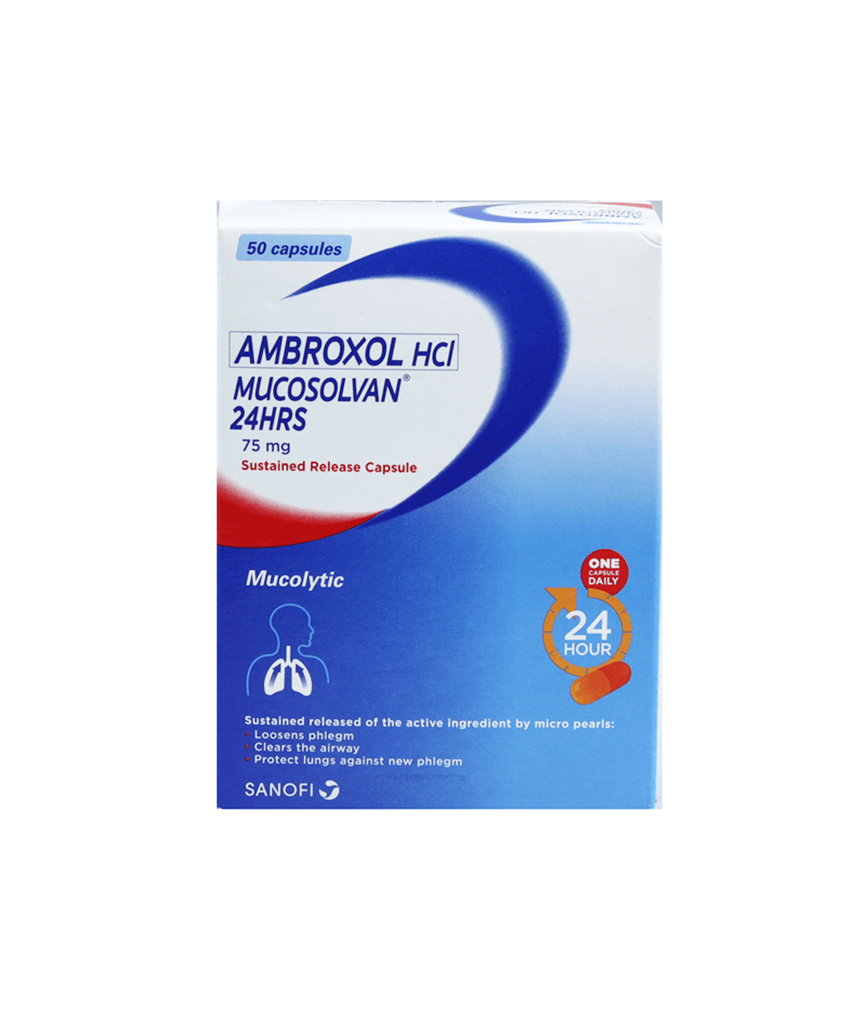 50 capsules
AMBROXOL HCl
MUCOSOLVAN®
24HRS
75 mg
Sustained Release Capsule
Mucolytic
ONE
CAPSULE
DAILY
24
HOUR
Sustained released of the active ingredient by micro pearls:
• Loosens phlegm
• Clears the airway
• Protect lungs against new phlegm
SANOFI